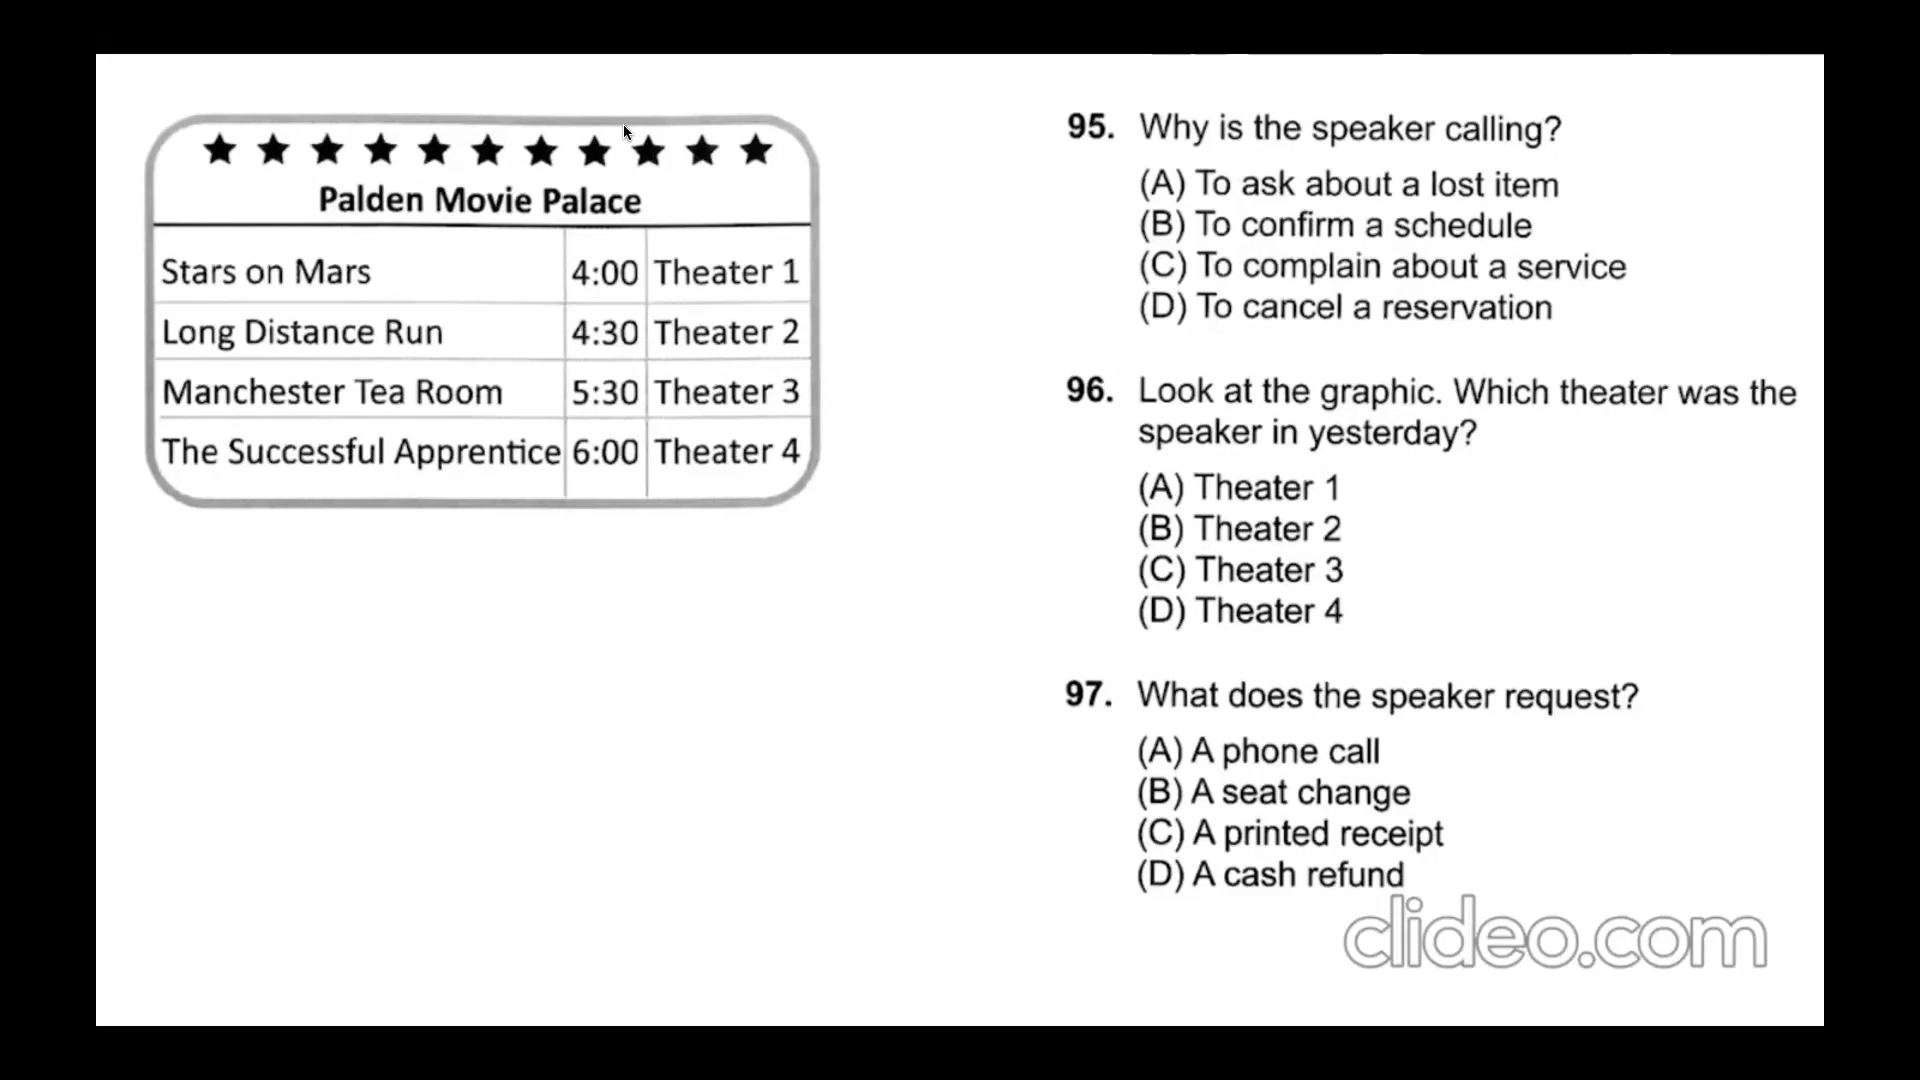 Palden Movie Palace
Stars on Mars 4:00 Theater 1
Long Distance Run 4:30 Theater 2
Manchester Tea Room 5:30 Theater 3
The Successful Apprentice 6:00 Theater 4
95. Why is the speaker calling?
(A) To ask about a lost item
(B) To confirm a schedule
(C) To complain about a service
(D) To cancel a reservation
96. Look at the graphic. Which theater was the
speaker in yesterday?
(A) Theater 1
(B) Theater 2
(C) Theater 3
(D) Theater 4
97. What does the speaker request?
(A) A phone call
(B) A seat change
(C) A printed receipt
(D) A cash refund
clideo.com